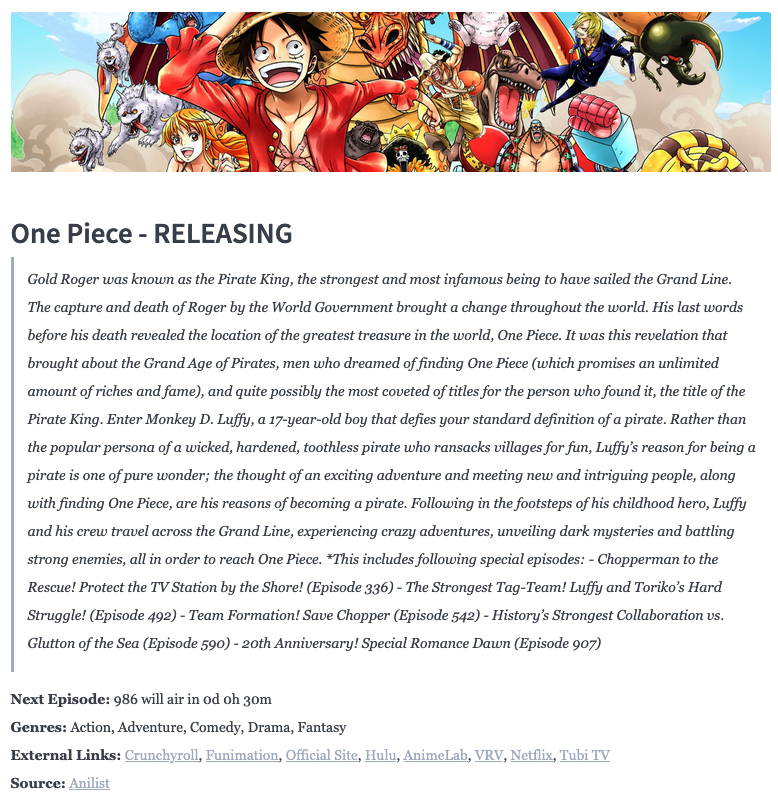 One Piece - RELEASING
Gold Roger was known as the Pirate King, the strongest and most infamous being to have sailed the Grand Line.
The capture and death of Roger by the World Government brought a change throughout the world. His last words
before his death revealed the location of the greatest treasure in the world, One Piece. It was this revelation that
brought about the Grand Age of Pirates, men who dreamed of finding One Piece (which promises an unlimited
amount of riches and fame), and quite possibly the most coveted of titles for the person who found it, the title of the
Pirate King. Enter Monkey D. Luffy, a 17-year-old boy that defies your standard definition of a pirate. Rather than
the popular persona of a wicked, hardened, toothless pirate who ransacks villages for fun, Luffy’s reason for being a
pirate is one of pure wonder; the thought of an exciting adventure and meeting new and intriguing people, along
with finding One Piece, are his reasons of becoming a pirate. Following in the footsteps of his childhood hero, Luffy
and his crew travel across the Grand Line, experiencing crazy adventures, unveiling dark mysteries and battling
strong enemies, all in order to reach One Piece. *This includes following special episodes: - Chopperman to the
Rescue! Protect the TV Station by the Shore! (Episode 336) - The Strongest Tag-Team! Luffy and Toriko’s Hard
Struggle! (Episode 492) - Team Formation! Save Chopper (Episode 542) - History’s Strongest Collaboration vs.
Glutton of the Sea (Episode 590) - 20th Anniversary! Special Romance Dawn (Episode 907)
Next Episode: 986 will air in 0d 0h 30m
Genres: Action, Adventure, Comedy, Drama, Fantasy
External Links: Crunchyroll, Funimation, Official Site, Hulu, AnimeLab, VRV, Netflix, Tubi TV
Source: Anilist